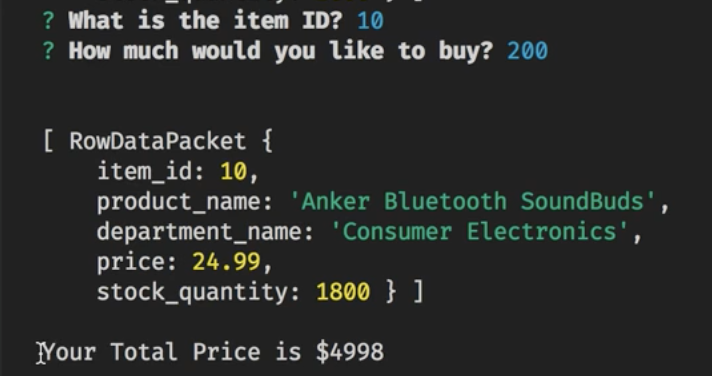 ? What is the item ID? 10
? How much would you like to buy? 200
[ RowDataPacket {
item_id: 10,
product_name: 'Anker Bluetooth SoundBuds',
department_name: 'Consumer Electronics',
price: 24.99,
stock_quantity: 1800 } ]
Your Total Price is $4998